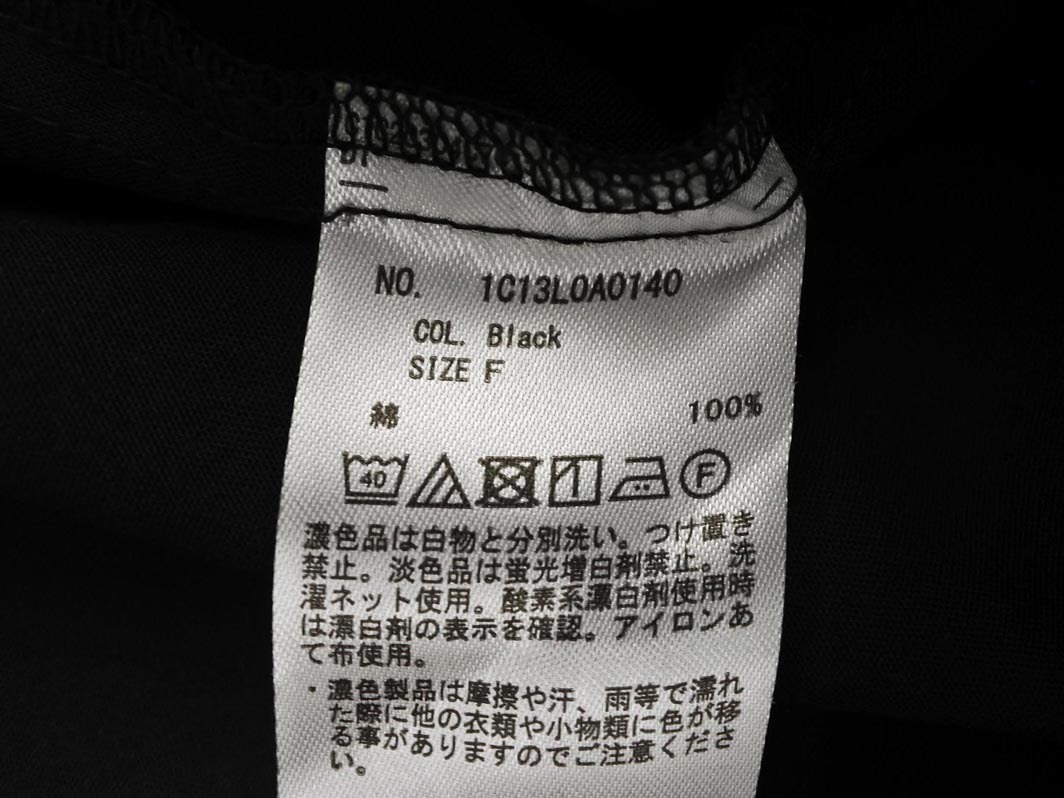 NO. 1C13L0A0140
COL. Black
SIZE F
綿 100%
40 F
濃色品は白物と分別洗い。つけ置き
禁止。淡色品は蛍光増白剤禁止。洗
濯ネット使用。酸素系漂白剤使用時
は漂白剤の表示を確認。アイロンあ
て布使用。
・濃色製品は摩擦や汗、雨等で濡れ
た際に他の衣類や小物類に色が移
る事がありますのでご注意くださ
い。